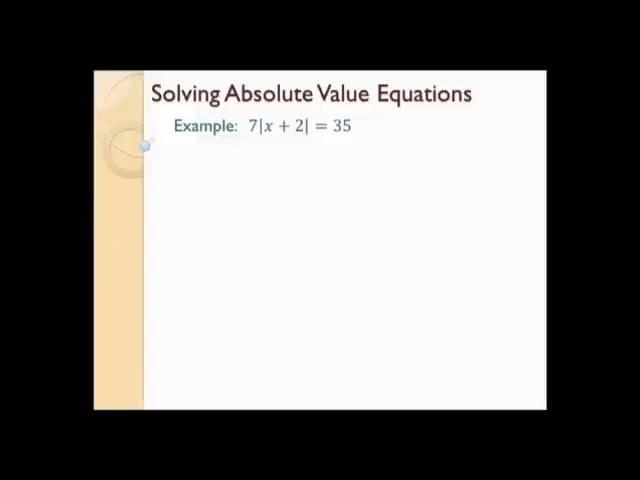 Solving Absolute Value Equations
Example: 7|x + 2| = 35